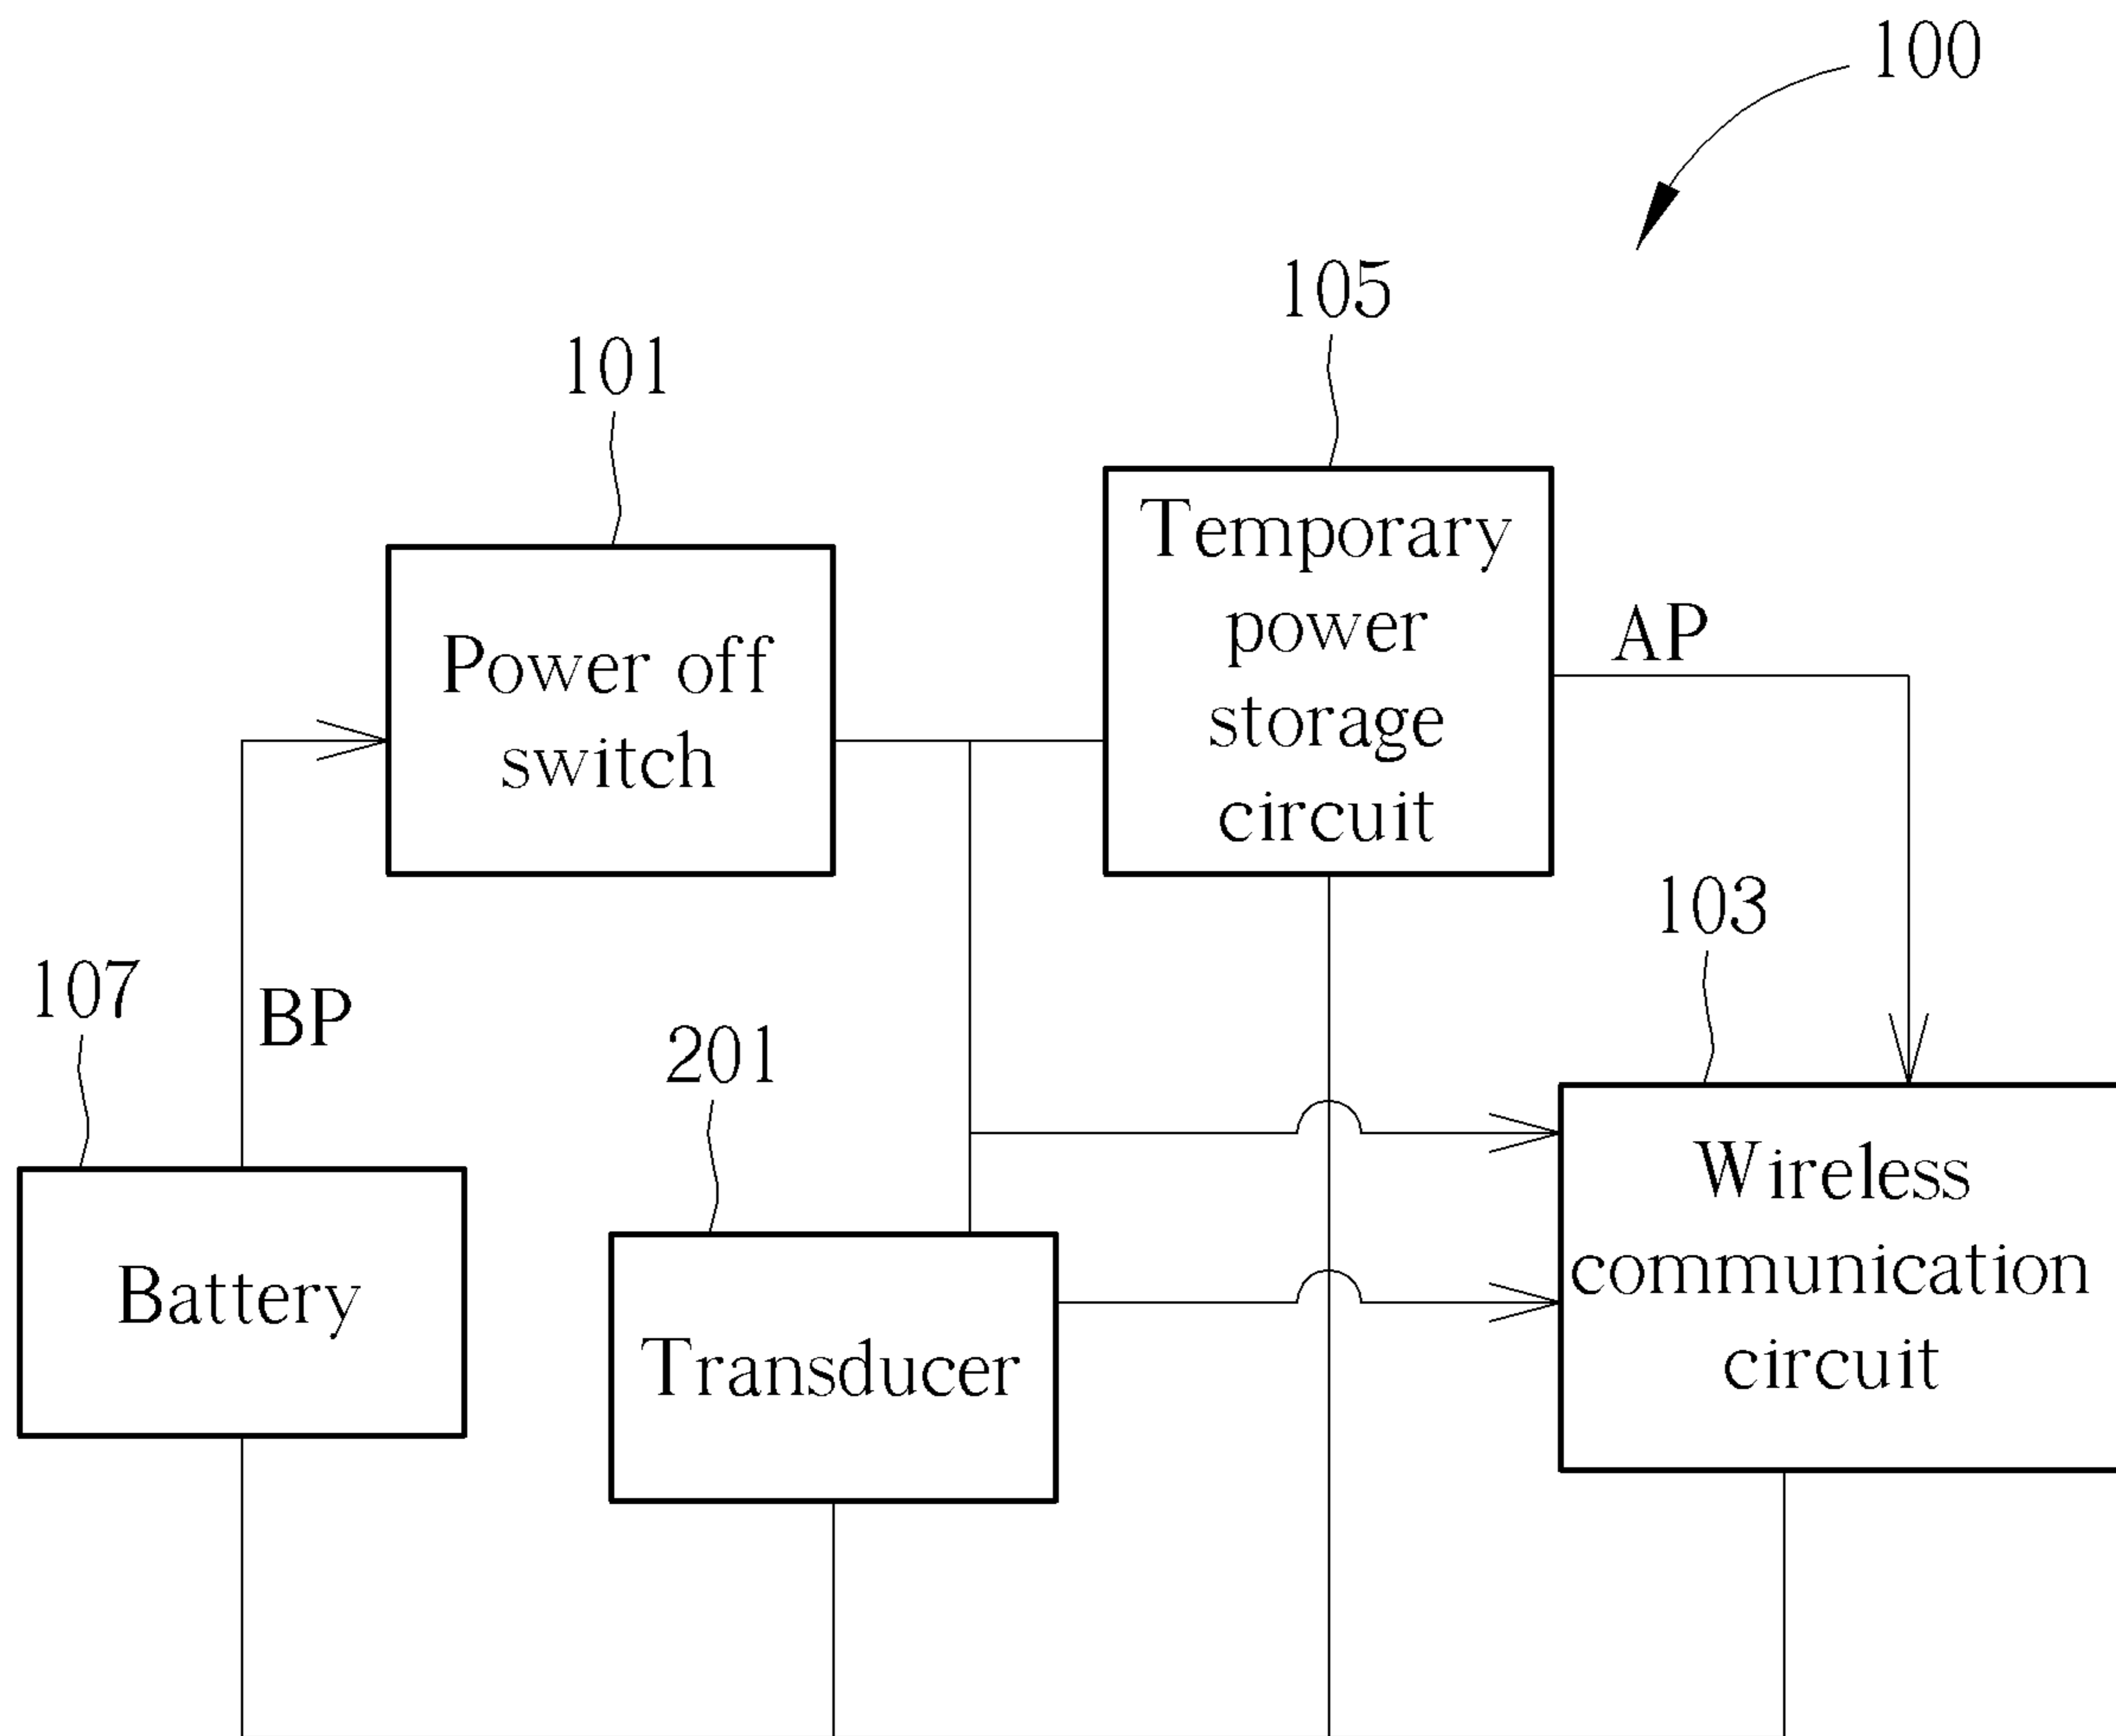 100
105
101
Temporary
power
storage
circuit
AP
Power off
switch
103
107
BP
201
Wireless
communication
circuit
Battery
Transducer